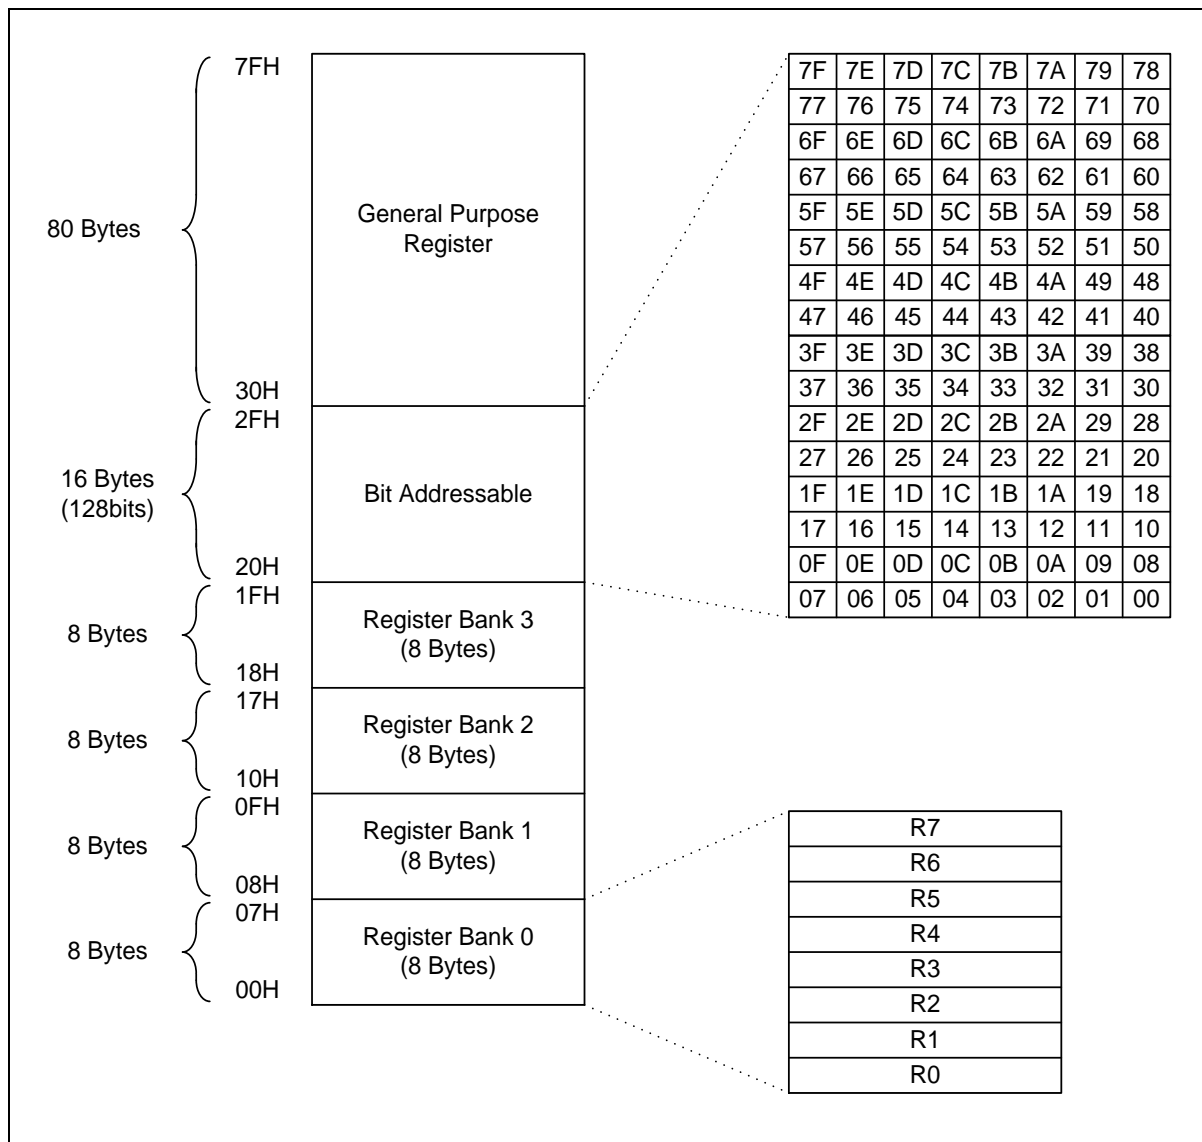 7FH
80 Bytes
General Purpose
Register
30H
2FH
16 Bytes
(128bits)
Bit Addressable
20H
1FH
8 Bytes
Register Bank 3
(8 Bytes)
18H
17H
8 Bytes
Register Bank 2
(8 Bytes)
10H
0FH
8 Bytes
Register Bank 1
(8 Bytes)
08H
07H
8 Bytes
Register Bank 0
(8 Bytes)
00H
7F 7E 7D 7C 7B 7A 79 78
77 76 75 74 73 72 71 70
6F 6E 6D 6C 6B 6A 69 68
67 66 65 64 63 62 61 60
5F 5E 5D 5C 5B 5A 59 58
57 56 55 54 53 52 51 50
4F 4E 4D 4C 4B 4A 49 48
47 46 45 44 43 42 41 40
3F 3E 3D 3C 3B 3A 39 38
37 36 35 34 33 32 31 30
2F 2E 2D 2C 2B 2A 29 28
27 26 25 24 23 22 21 20
1F 1E 1D 1C 1B 1A 19 18
17 16 15 14 13 12 11 10
0F 0E 0D 0C 0B 0A 09 08
07 06 05 04 03 02 01 00
R7
R6
R5
R4
R3
R2
R1
R0